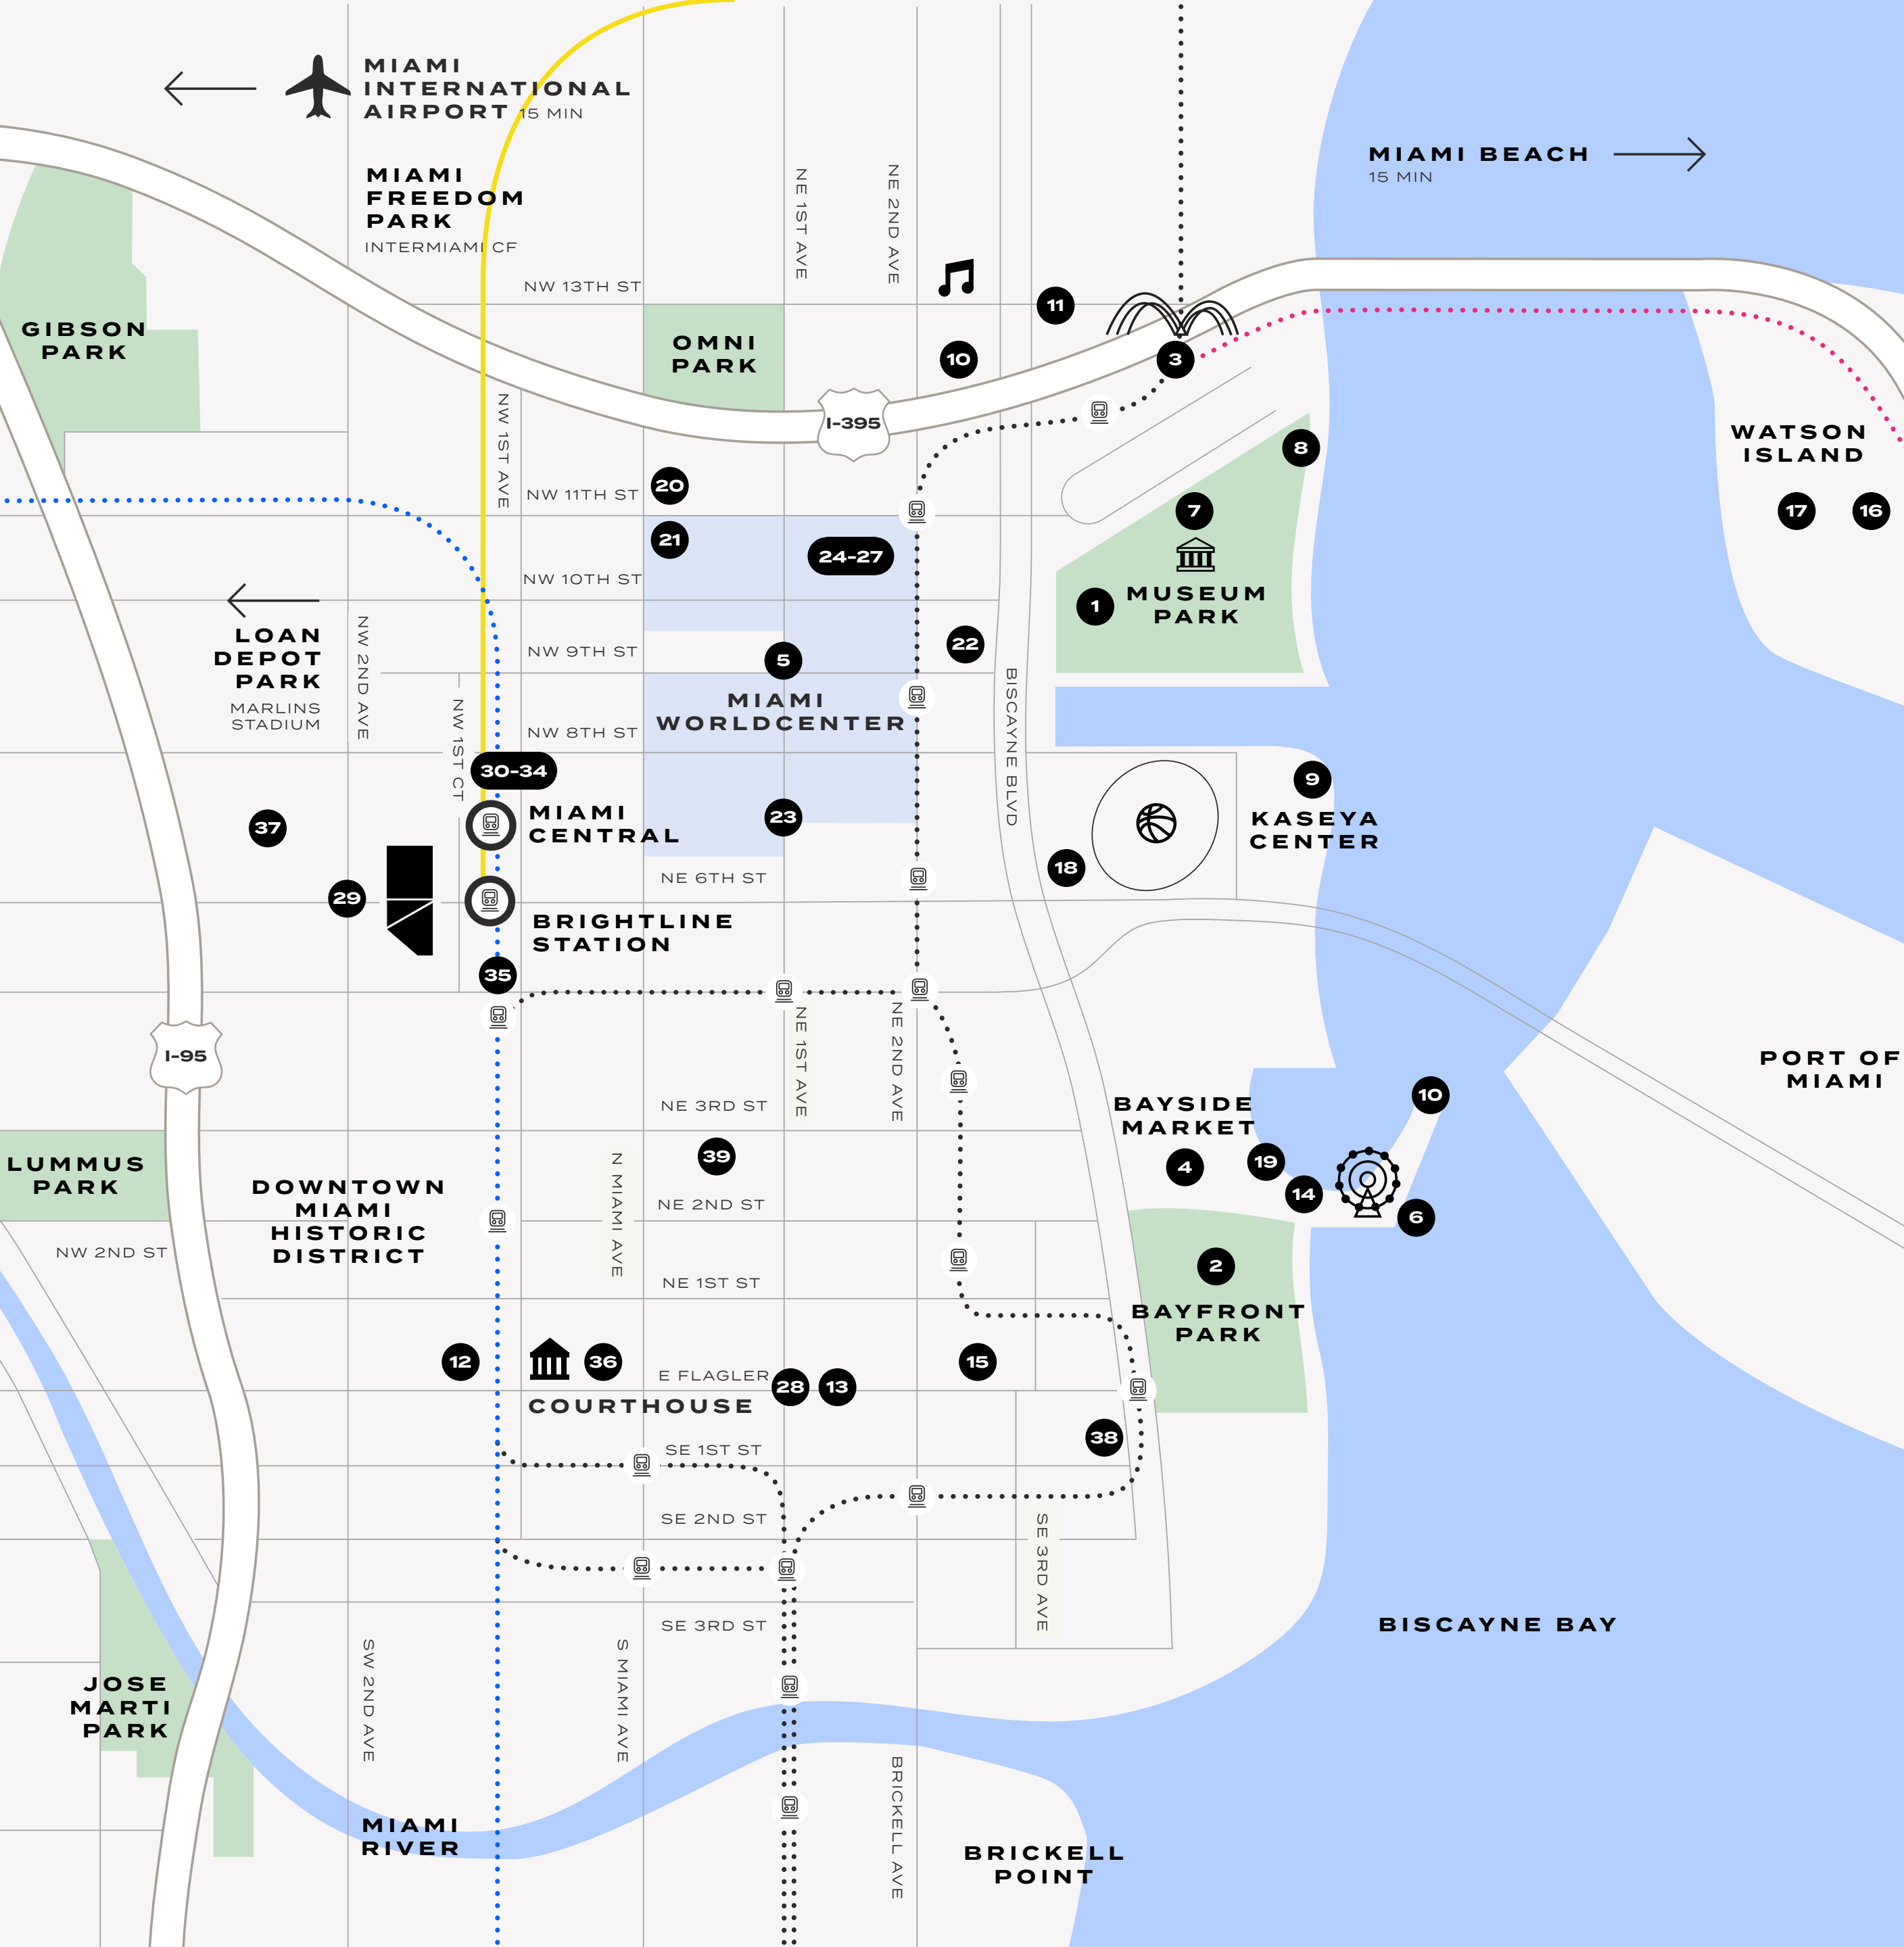 MIAMI
INTERNATIONAL
AIRPORT 15 MIN
MIAMI BEACH
15 MIN
MIAMI
FREEDOM
PARK
INTERMIAMI CF
NE 1ST AVE
NE 2ND AVE
NW 13TH ST
11
GIBSON
PARK
OMNI
PARK
10
3
I-395
NW 1ST AVE
8
WATSON
ISLAND
20
NW 11TH ST
7
17
16
21
24-27
NW 10TH ST
1
MUSEUM
PARK
LOAN
DEPOT
PARK
MARLINS
STADIUM
NW 2ND AVE
NW 9TH ST
5
22
MIAMI
WORLDCENTER
BISCAYNE BLVD
NW 1ST CT
NW 8TH ST
30-34
9
KASEYA
CENTER
37
MIAMI
CENTRAL
23
18
NE 6TH ST
29
BRIGHTLINE
STATION
35
NE 1ST AVE
NE 2ND AVE
I-95
PORT OF
MIAMI
NE 3RD ST
BAYSIDE
MARKET
10
39
4
19
14
6
LUMMUS
PARK
DOWNTOWN
MIAMI
HISTORIC
DISTRICT
N MIAMI AVE
NE 2ND ST
NW 2ND ST
2
NE 1ST ST
BAYFRONT
PARK
12
36
E FLAGLER
28
13
15
COURTHOUSE
38
SE 1ST ST
SE 2ND ST
SE 3RD AVE
SE 3RD ST
BISCAYNE BAY
SW 2ND AVE
S MIAMI AVE
JOSE
MARTI
PARK
BRICKELL AVE
MIAMI
RIVER
BRICKELL
POINT